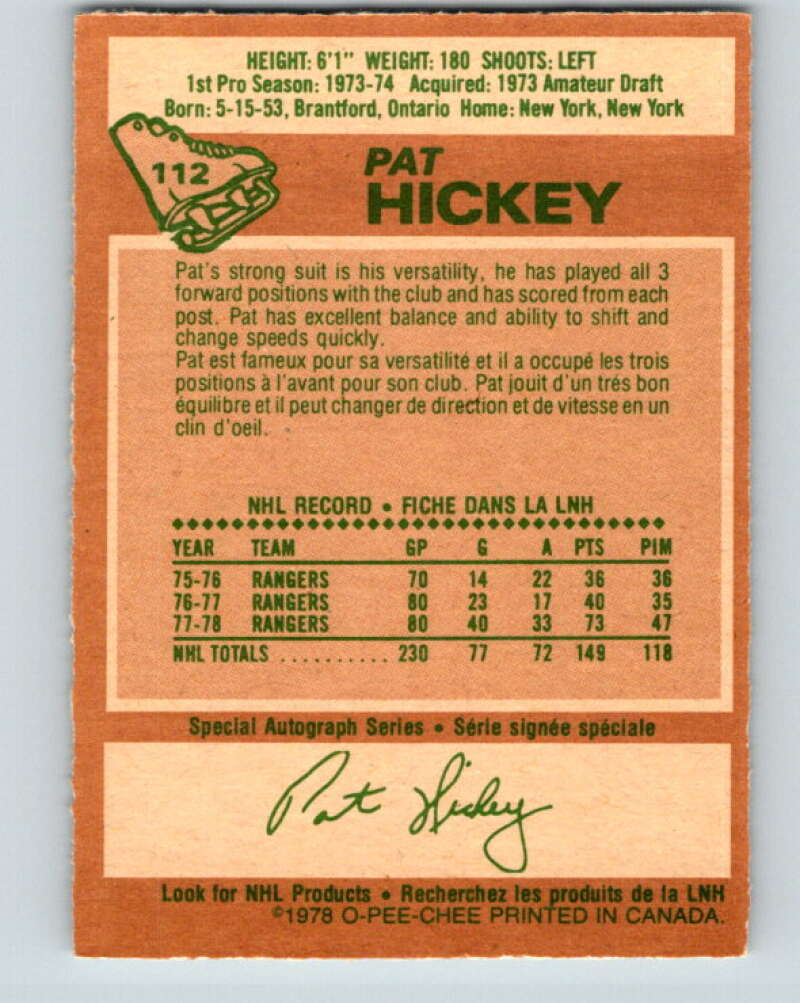 HEIGHT: 6'1" WEIGHT: 180 SHOOTS: LEFT
1st Pro Season: 1973-74 Acquired: 1973 Amateur Draft
Born: 5-15-53, Brantford, Ontario Home: New York, New York
112
PAT
HICKEY
Pat's strong suit is his versatility, he has played all 3
forward positions with the club and has scored from each
post. Pat has excellent balance and ability to shift and
change speeds quickly.
Pat est fameux pour sa versatilité et il a occupé les trois
positions à l'avant pour son club. Pat jouit d'un trés bon
équilibre et il peut changer de direction et de vitesse en un
clin d'oeil.
NHL RECORD • FICHE DANS LA LNH
YEAR TEAM GP G A PTS PIM
75-76 RANGERS 70 14 22 36 36
76-77 RANGERS 80 23 17 40 35
77-78 RANGERS 80 40 33 73 47
NHL TOTALS .......... 230 77 72 149 118
Special Autograph Series • Série signée spéciale
Pat Hickey
Look for NHL Products • Recherchez les produits de la LNH
©1978 O-PEE-CHEE PRINTED IN CANADA.